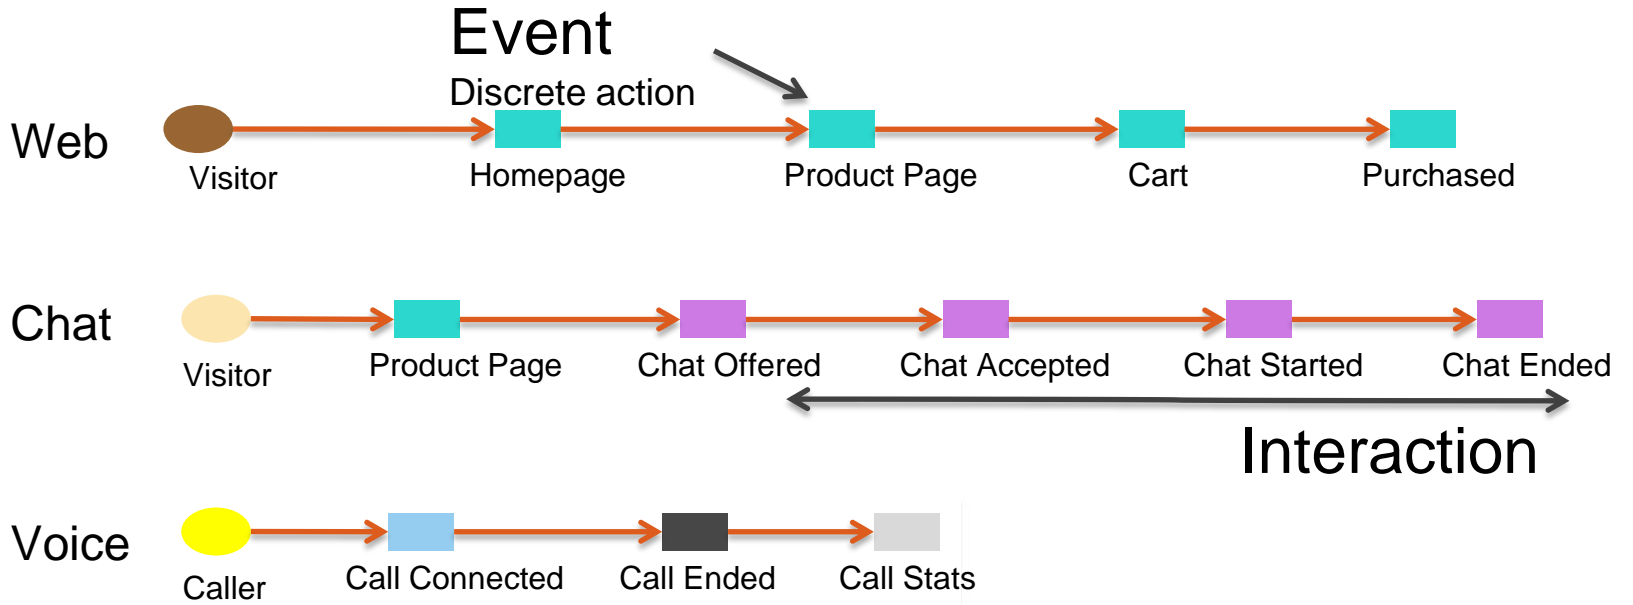 Event
Discrete action
Web
Visitor
Homepage
Product Page
Cart
Purchased
Chat
Visitor
Product Page
Chat Offered
Chat Accepted
Chat Started
Chat Ended
Interaction
Voice
Caller
Call Connected
Call Ended
Call Stats